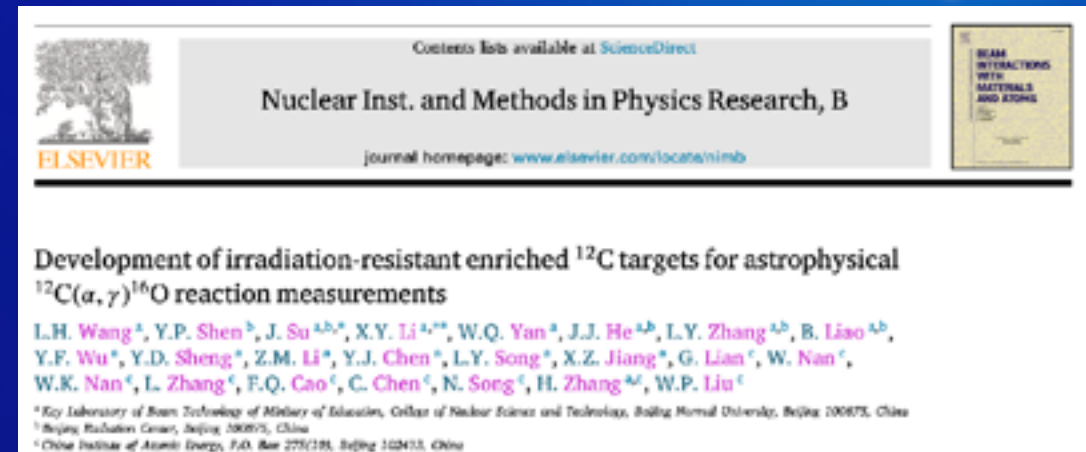 Contents lists available at ScienceDirect
Nuclear Inst. and Methods in Physics Research, B
journal homepage: www.elsevier.com/locate/nimb
ELSEVIER
BEAM
INTERACTIONS
WITH
MATERIALS
AND ATOMS
Development of irradiation-resistant enriched ¹²C targets for astrophysical
¹²C(α, γ)¹⁶O reaction measurements
L.H. Wang ᵃ, Y.P. Shen ᵇ, J. Su ᵃ,ᵇ,*, X.Y. Li ᵃ,**, W.Q. Yan ᵃ, J.J. He ᵃ,ᵇ, L.Y. Zhang ᵃ,ᵇ, B. Liao ᵃ,ᵇ,
Y.F. Wu ᵃ, Y.D. Sheng ᵃ, Z.M. Li ᵃ, Y.J. Chen ᵃ, L.Y. Song ᵃ, X.Z. Jiang ᵃ, G. Lian ᶜ, W. Nan ᶜ,
W.K. Nan ᶜ, L. Zhang ᶜ, F.Q. Cao ᶜ, C. Chen ᶜ, N. Song ᶜ, H. Zhang ᵃ,ᶜ, W.P. Liu ᶜ
ᵃ Key Laboratory of Beam Technology of Ministry of Education, College of Nuclear Science and Technology, Beijing Normal University, Beijing 100875, China
ᵇ Beijing Radiation Center, Beijing 100875, China
ᶜ China Institute of Atomic Energy, P.O. Box 275(10), Beijing 102413, China